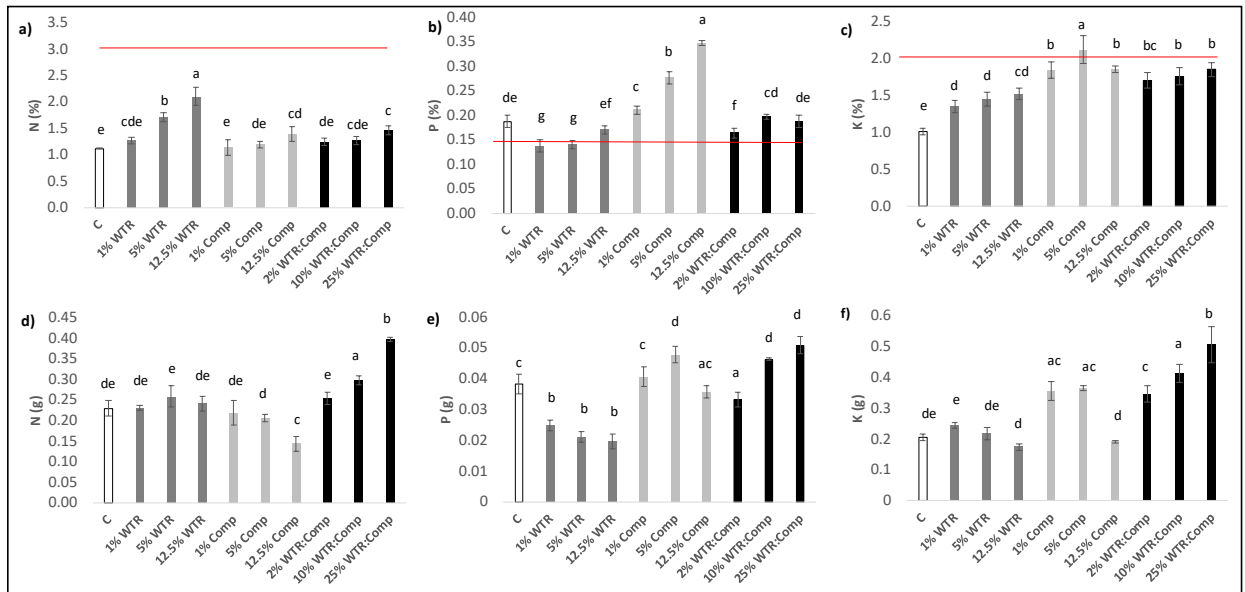 a)
N (%)
3.5
3.0
2.5
2.0
1.5
1.0
0.5
0.0
e
cde
b
a
e
de
cd
de
cde
c
C
1% WTR
5% WTR
12.5% WTR
1% Comp
5% Comp
12.5% Comp
2% WTR:Comp
10% WTR:Comp
25% WTR:Comp
b)
P (%)
0.40
0.35
0.30
0.25
0.20
0.15
0.10
0.05
0.00
de
g
g
ef
c
b
a
f
cd
de
C
1% WTR
5% WTR
12.5% WTR
1% Comp
5% Comp
12.5% Comp
2% WTR:Comp
10% WTR:Comp
25% WTR:Comp
c)
K (%)
2.5
2.0
1.5
1.0
0.5
0.0
e
d
d
cd
b
a
b
bc
b
b
C
1% WTR
5% WTR
12.5% WTR
1% Comp
5% Comp
12.5% Comp
2% WTR:Comp
10% WTR:Comp
25% WTR:Comp
d)
N (g)
0.45
0.40
0.35
0.30
0.25
0.20
0.15
0.10
0.05
0.00
de
de
e
de
de
d
c
e
a
b
C
1% WTR
5% WTR
12.5% WTR
1% Comp
5% Comp
12.5% Comp
2% WTR:Comp
10% WTR:Comp
25% WTR:Comp
e)
P (g)
0.06
0.05
0.04
0.03
0.02
0.01
0
c
b
b
b
c
d
ac
a
d
d
C
1% WTR
5% WTR
12.5% WTR
1% Comp
5% Comp
12.5% Comp
2% WTR:Comp
10% WTR:Comp
25% WTR:Comp
f)
K (g)
0.6
0.5
0.4
0.3
0.2
0.1
0
de
e
de
d
ac
ac
d
c
a
b
C
1% WTR
5% WTR
12.5% WTR
1% Comp
5% Comp
12.5% Comp
2% WTR:Comp
10% WTR:Comp
25% WTR:Comp